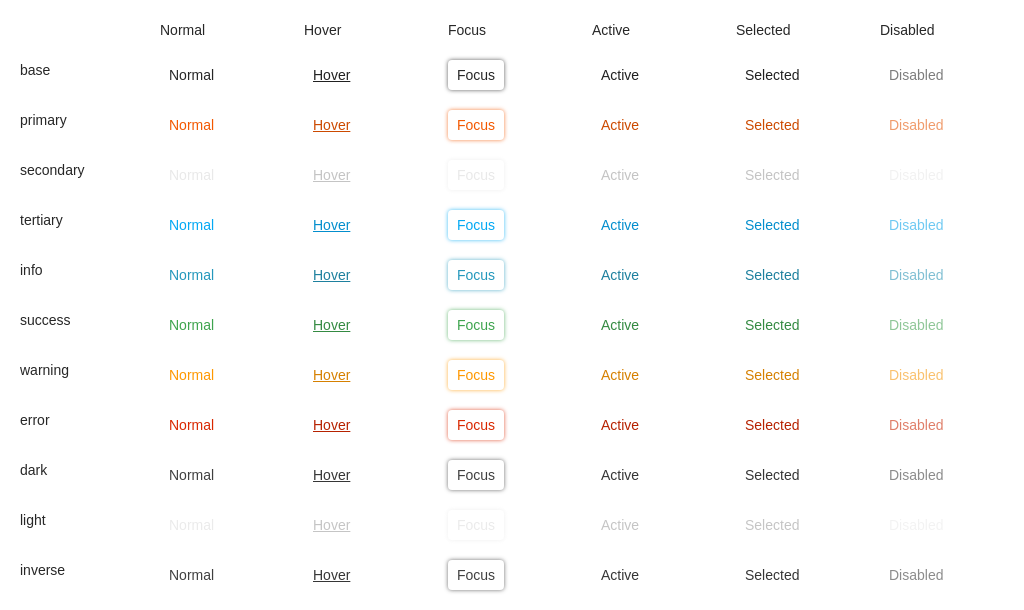 Normal Hover Focus Active Selected Disabled
base Normal Hover Focus Active Selected Disabled
primary Normal Hover Focus Active Selected Disabled
secondary Normal Hover Focus Active Selected Disabled
tertiary Normal Hover Focus Active Selected Disabled
info Normal Hover Focus Active Selected Disabled
success Normal Hover Focus Active Selected Disabled
warning Normal Hover Focus Active Selected Disabled
error Normal Hover Focus Active Selected Disabled
dark Normal Hover Focus Active Selected Disabled
light Normal Hover Focus Active Selected Disabled
inverse Normal Hover Focus Active Selected Disabled